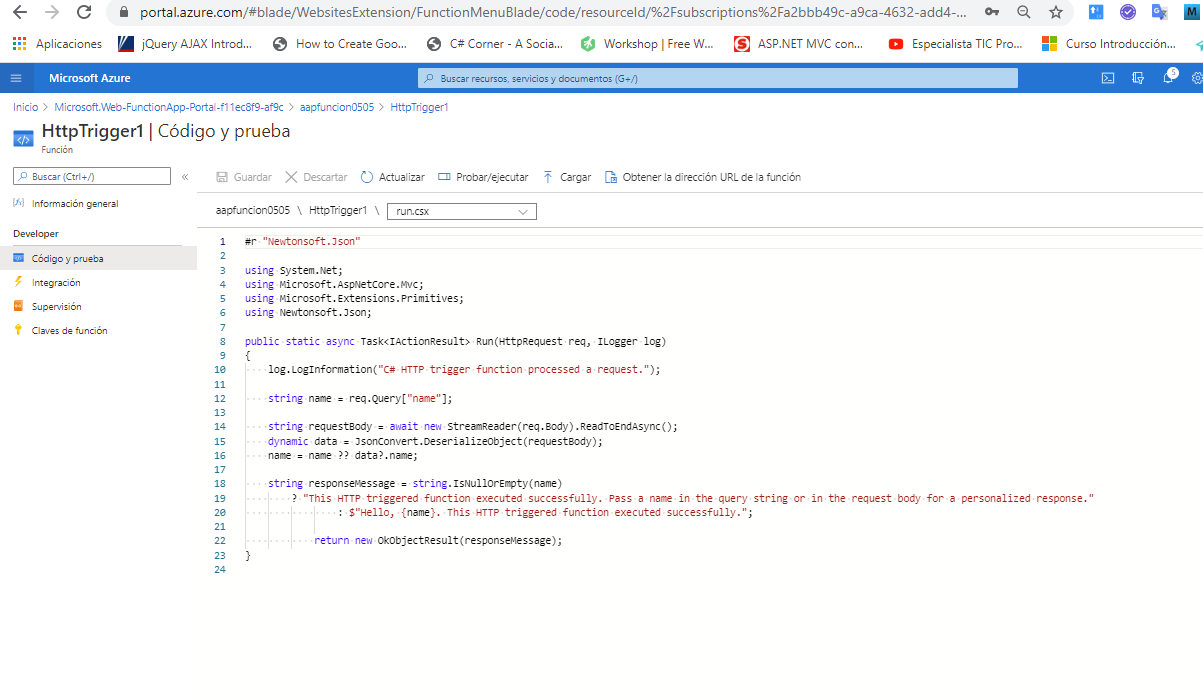 portal.azure.com/#blade/WebsitesExtension/FunctionMenuBlade/code/resourceId/%2Fsubscriptions%2Fa2bbb49c-a9ca-4632-add4-...
Aplicaciones jQuery AJAX Introd... How to Create Goo... C# Corner - A Socia... Workshop | Free W... ASP.NET MVC con... Especialista TIC Pro... Curso Introducción...
Microsoft Azure Buscar recursos, servicios y documentos (G+/) 5
Inicio > Microsoft.Web-FunctionApp-Portal-f11ec8f9-af9c > aapfuncion0505 > HttpTrigger1
HttpTrigger1 | Código y prueba
Función
Buscar (Ctrl+/) « Guardar Descartar Actualizar Probar/ejecutar Cargar Obtener la dirección URL de la función
Información general
Developer
Código y prueba
Integración
Supervisión
Claves de función
aapfuncion0505 \ HttpTrigger1 \ run.csx
1 #r "Newtonsoft.Json"
2
3 using System.Net;
4 using Microsoft.AspNetCore.Mvc;
5 using Microsoft.Extensions.Primitives;
6 using Newtonsoft.Json;
7
8 public static async Task<IActionResult> Run(HttpRequest req, ILogger log)
9 {
10 log.LogInformation("C# HTTP trigger function processed a request.");
11
12 string name = req.Query["name"];
13
14 string requestBody = await new StreamReader(req.Body).ReadToEndAsync();
15 dynamic data = JsonConvert.DeserializeObject(requestBody);
16 name = name ?? data?.name;
17
18 string responseMessage = string.IsNullOrEmpty(name)
19 ? "This HTTP triggered function executed successfully. Pass a name in the query string or in the request body for a personalized response."
20 : $"Hello, {name}. This HTTP triggered function executed successfully.";
21
22 return new OkObjectResult(responseMessage);
23 }
24